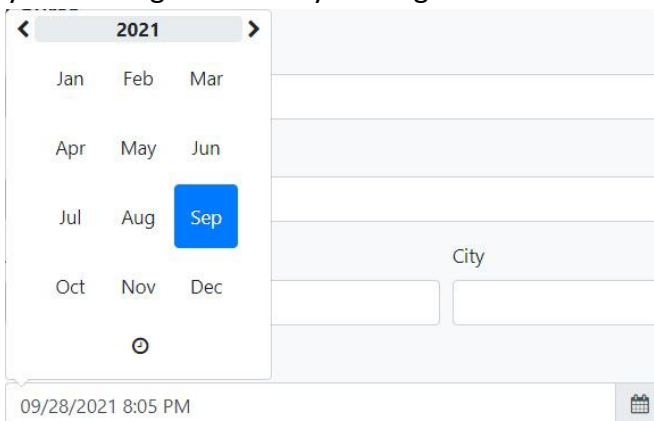 2021
Jan Feb Mar
Apr May Jun
Jul Aug Sep
City
Oct Nov Dec
09/28/2021 8:05 PM